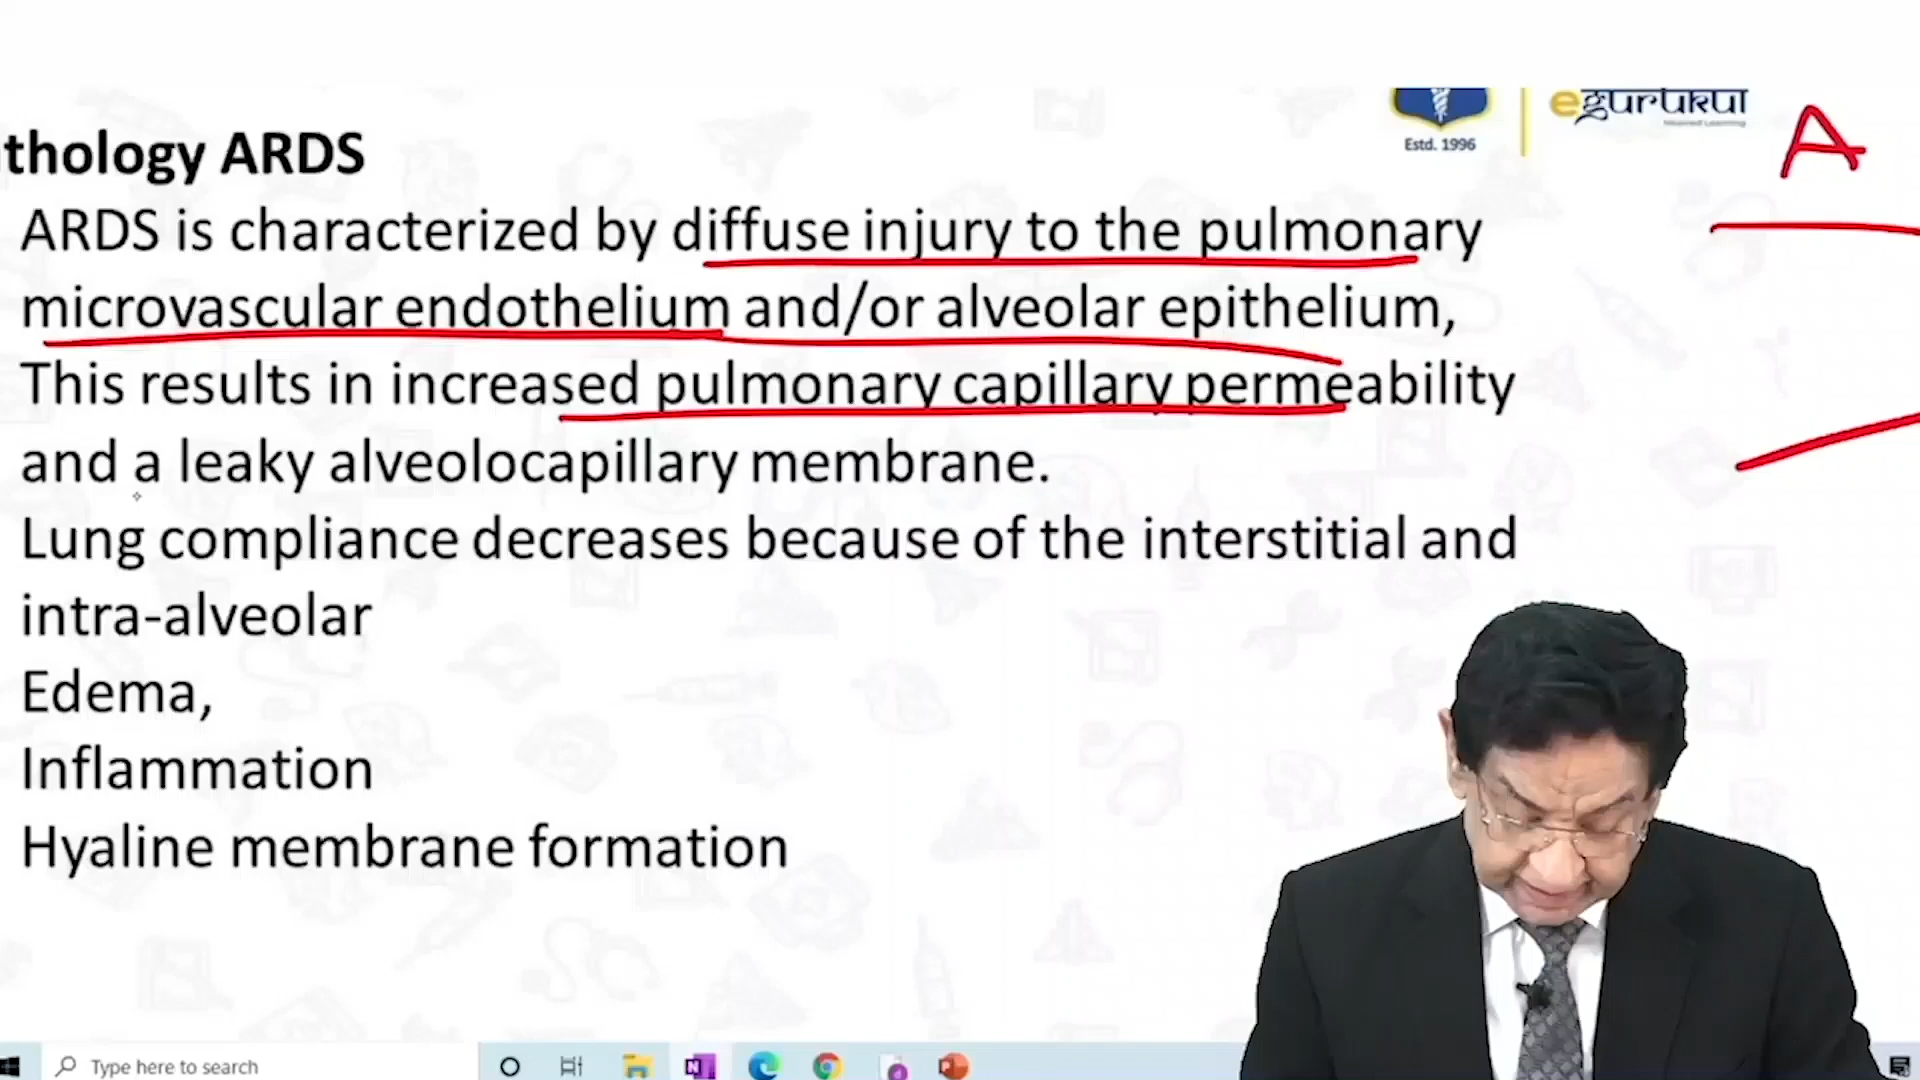 Estd. 1996
egurukul
A
thology ARDS
ARDS is characterized by diffuse injury to the pulmonary
microvascular endothelium and/or alveolar epithelium,
This results in increased pulmonary capillary permeability
and a leaky alveolocapillary membrane.
Lung compliance decreases because of the interstitial and
intra-alveolar
Edema,
Inflammation
Hyaline membrane formation
Type here to search